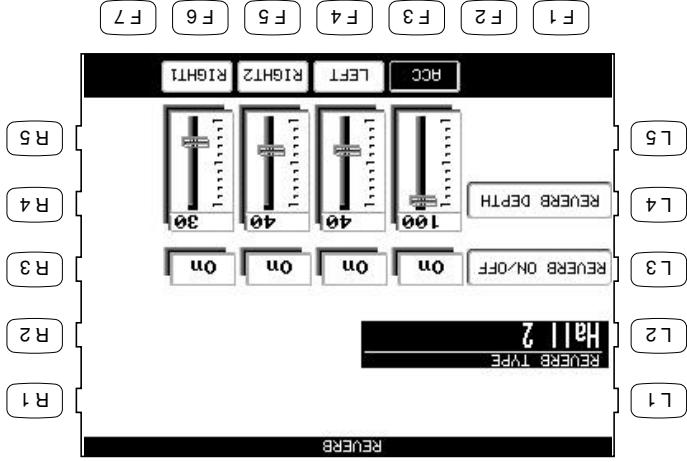 REVERB
L1 R1
REVERB TYPE
L2 Hall 2 R2
L3 REVERB ON/OFF On On On On R3
L4 REVERB DEPTH 100 40 40 30 R4
L5 R5
ACC LEFT RIGHT2 RIGHT1
F1 F2 F3 F4 F5 F6 F7